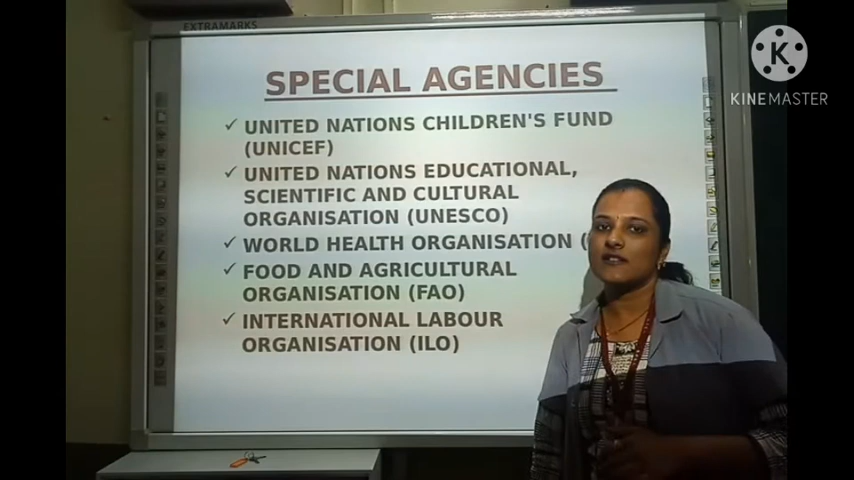 EXTRAMARKS
SPECIAL AGENCIES
✓ UNITED NATIONS CHILDREN'S FUND
(UNICEF)
✓ UNITED NATIONS EDUCATIONAL,
SCIENTIFIC AND CULTURAL
ORGANISATION (UNESCO)
✓ WORLD HEALTH ORGANISATION (
✓ FOOD AND AGRICULTURAL
ORGANISATION (FAO)
✓ INTERNATIONAL LABOUR
ORGANISATION (ILO)
K
KINEMASTER